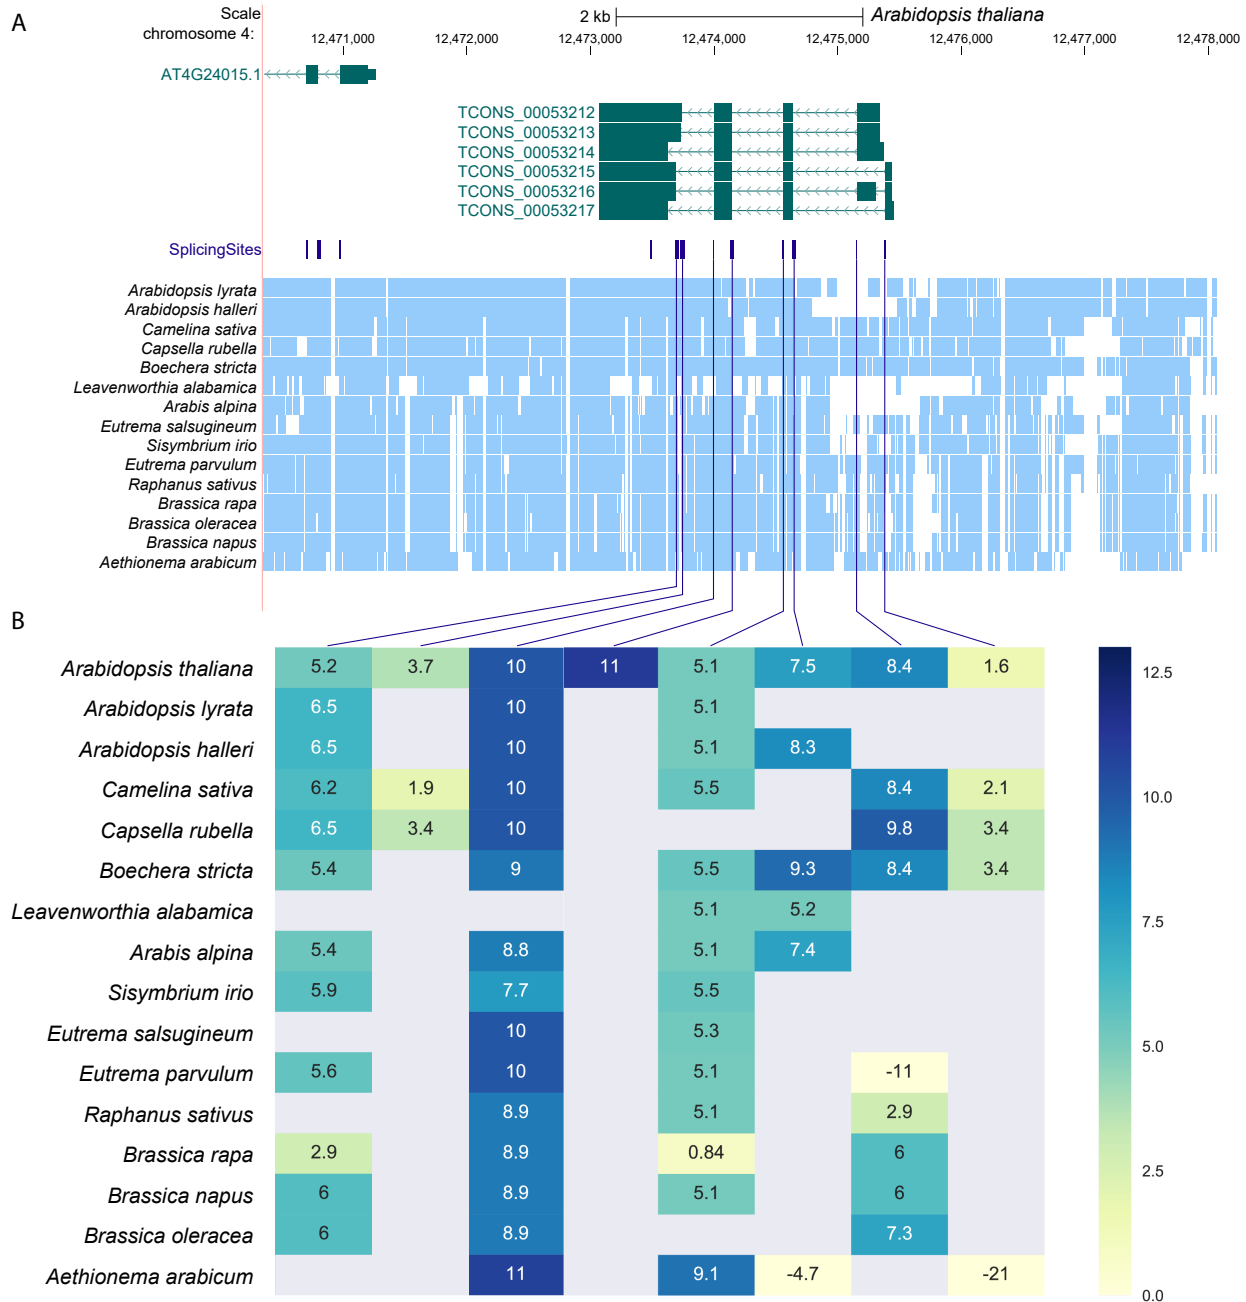 A
Scale
2 kb
Arabidopsis thaliana
chromosome 4:
12,471,000
12,472,000
12,473,000
12,474,000
12,475,000
12,476,000
12,477,000
12,478,000
AT4G24015.1
TCONS_00053212
TCONS_00053213
TCONS_00053214
TCONS_00053215
TCONS_00053216
TCONS_00053217
SplicingSites
Arabidopsis lyrata
Arabidopsis halleri
Camelina sativa
Capsella rubella
Boechera stricta
Leavenworthia alabamica
Arabis alpina
Eutrema salsugineum
Sisymbrium irio
Eutrema parvulum
Raphanus sativus
Brassica rapa
Brassica oleracea
Brassica napus
Aethionema arabicum
B
Arabidopsis thaliana 5.2 3.7 10 11 5.1 7.5 8.4 1.6
Arabidopsis lyrata 6.5 10 5.1
Arabidopsis halleri 6.5 10 5.1 8.3
Camelina sativa 6.2 1.9 10 5.5 8.4 2.1
Capsella rubella 6.5 3.4 10 9.8 3.4
Boechera stricta 5.4 9 5.5 9.3 8.4 3.4
Leavenworthia alabamica 5.1 5.2
Arabis alpina 5.4 8.8 5.1 7.4
Sisymbrium irio 5.9 7.7 5.5
Eutrema salsugineum 10 5.3
Eutrema parvulum 5.6 10 5.1 -11
Raphanus sativus 8.9 5.1 2.9
Brassica rapa 2.9 8.9 0.84 6
Brassica napus 6 8.9 5.1 6
Brassica oleracea 6 8.9 7.3
Aethionema arabicum 11 9.1 -4.7 -21
12.5
10.0
7.5
5.0
2.5
0.0